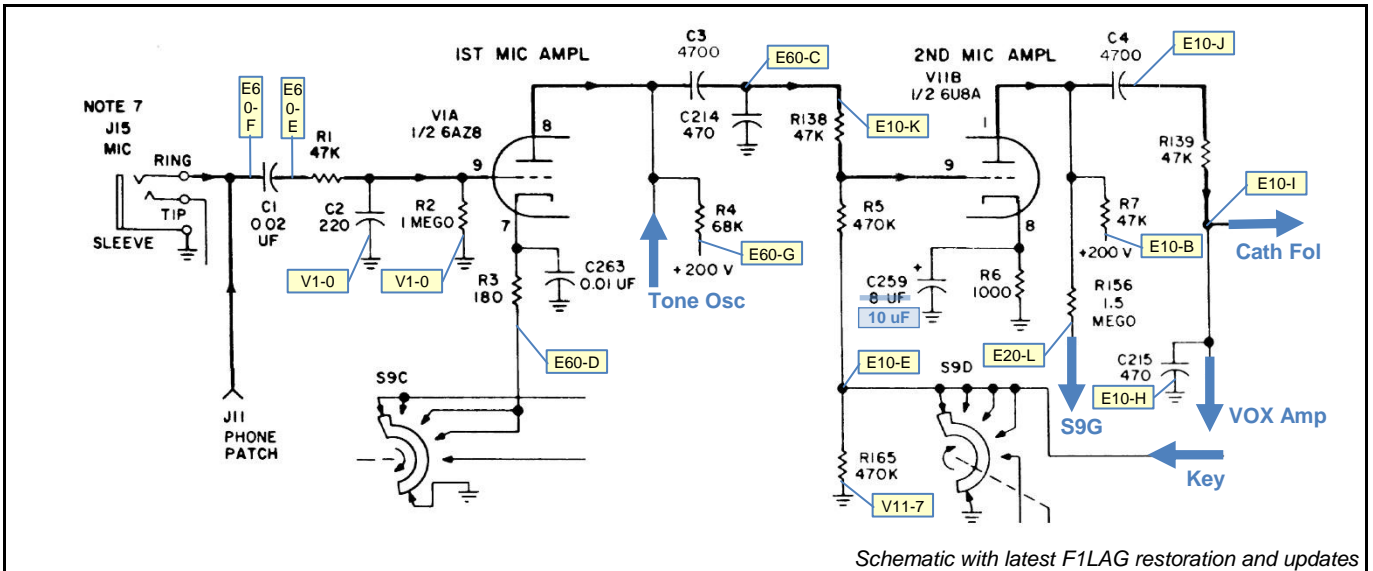 1ST MIC AMPL
C3
4700
E60-C
2ND MIC AMPL
C4
4700
E10-J
V11B
1/2 6U8A
NOTE 7
J15
MIC
E6
0-
F
E6
0-
E
R1
47K
V1A
1/2 6AZ8
8
C214
470
R138
47K
E10-K
1
R139
47K
RING
TIP
SLEEVE
C1
0.02
UF
C2
220
R2
1 MEGO
9
7
R4
68K
R5
470K
9
8
R7
47K
E10-I
Cath Fol
V1-0
V1-0
R3
180
C263
0.01 UF
Tone Osc
E60-G
+200 V
C259
+
8 UF
10 uF
R6
1000
E10-B
+200V
R156
1.5
MEGO
E60-D
E10-E
E20-L
C215
470
E10-H
S9C
S9D
S9G
VOX Amp
J11
PHONE
PATCH
R165
470K
Key
V11-7
Schematic with latest F1LAG restoration and updates